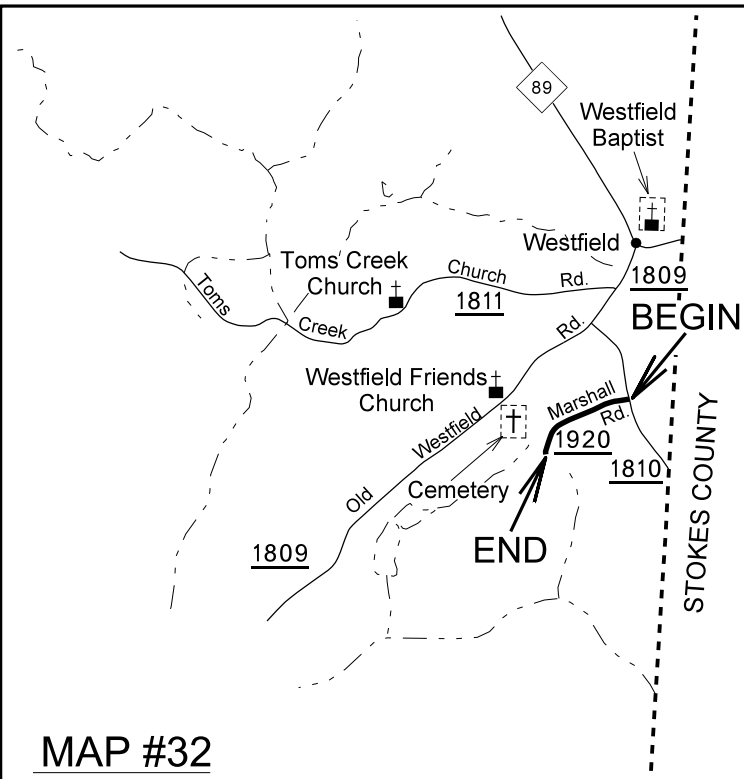 89
Westfield
Baptist
Westfield
Toms Creek
Church
Toms Creek Church Rd.
1811
1809
BEGIN
Westfield Friends
Church
Marshall Rd.
1920
1810
Old Westfield Rd.
Cemetery
END
1809
STOKES COUNTY
MAP #32